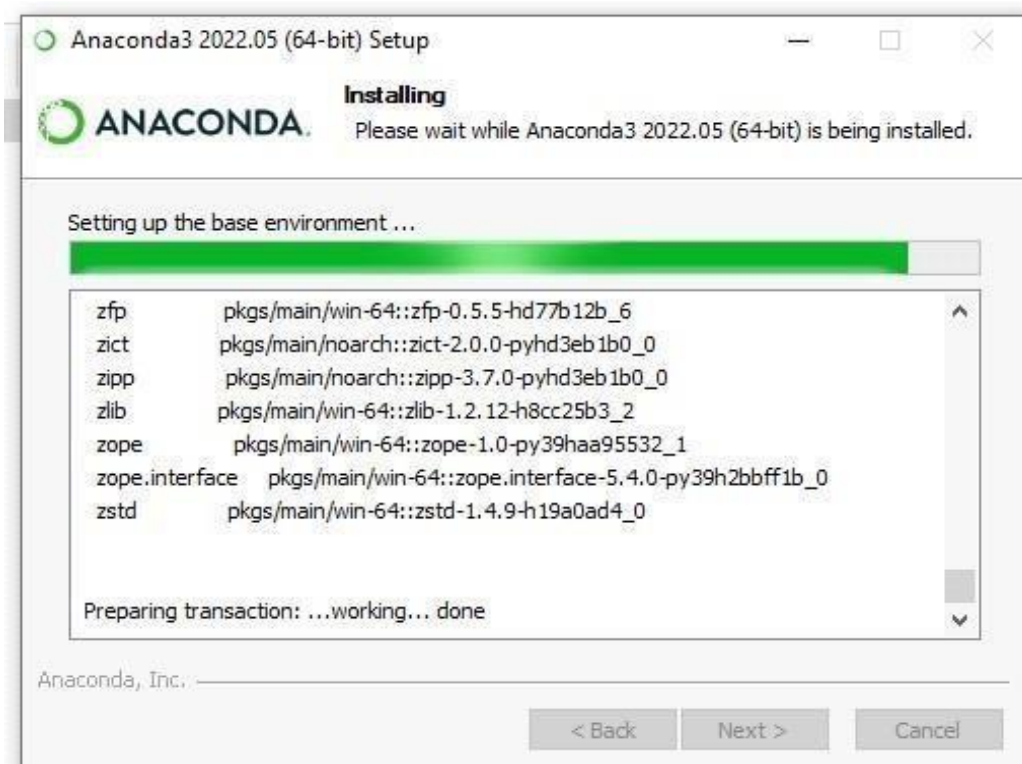 Anaconda3 2022.05 (64-bit) Setup
ANACONDA.
Installing
Please wait while Anaconda3 2022.05 (64-bit) is being installed.
Setting up the base environment ...
zfp pkgs/main/win-64::zfp-0.5.5-hd77b12b_6
zict pkgs/main/noarch::zict-2.0.0-pyhd3eb1b0_0
zipp pkgs/main/noarch::zipp-3.7.0-pyhd3eb1b0_0
zlib pkgs/main/win-64::zlib-1.2.12-h8cc25b3_2
zope pkgs/main/win-64::zope-1.0-py39haa95532_1
zope.interface pkgs/main/win-64::zope.interface-5.4.0-py39h2bbff1b_0
zstd pkgs/main/win-64::zstd-1.4.9-h19a0ad4_0
Preparing transaction: ...working... done
Anaconda, Inc.
< Back Next > Cancel